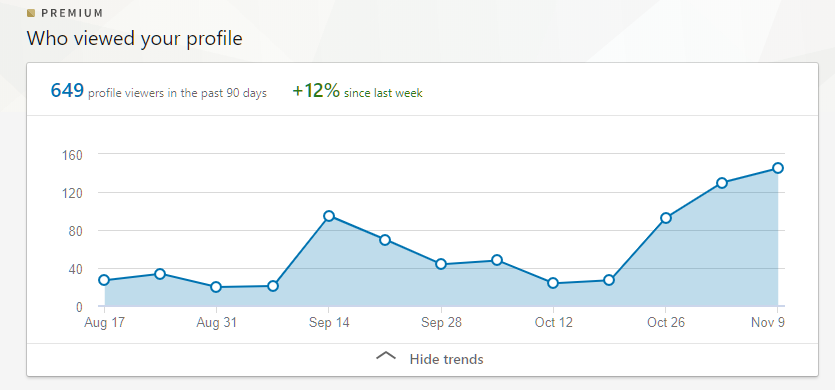 PREMIUM
Who viewed your profile
649 profile viewers in the past 90 days +12% since last week
160
120
80
40
0
Aug 17 Aug 31 Sep 14 Sep 28 Oct 12 Oct 26 Nov 9
Hide trends